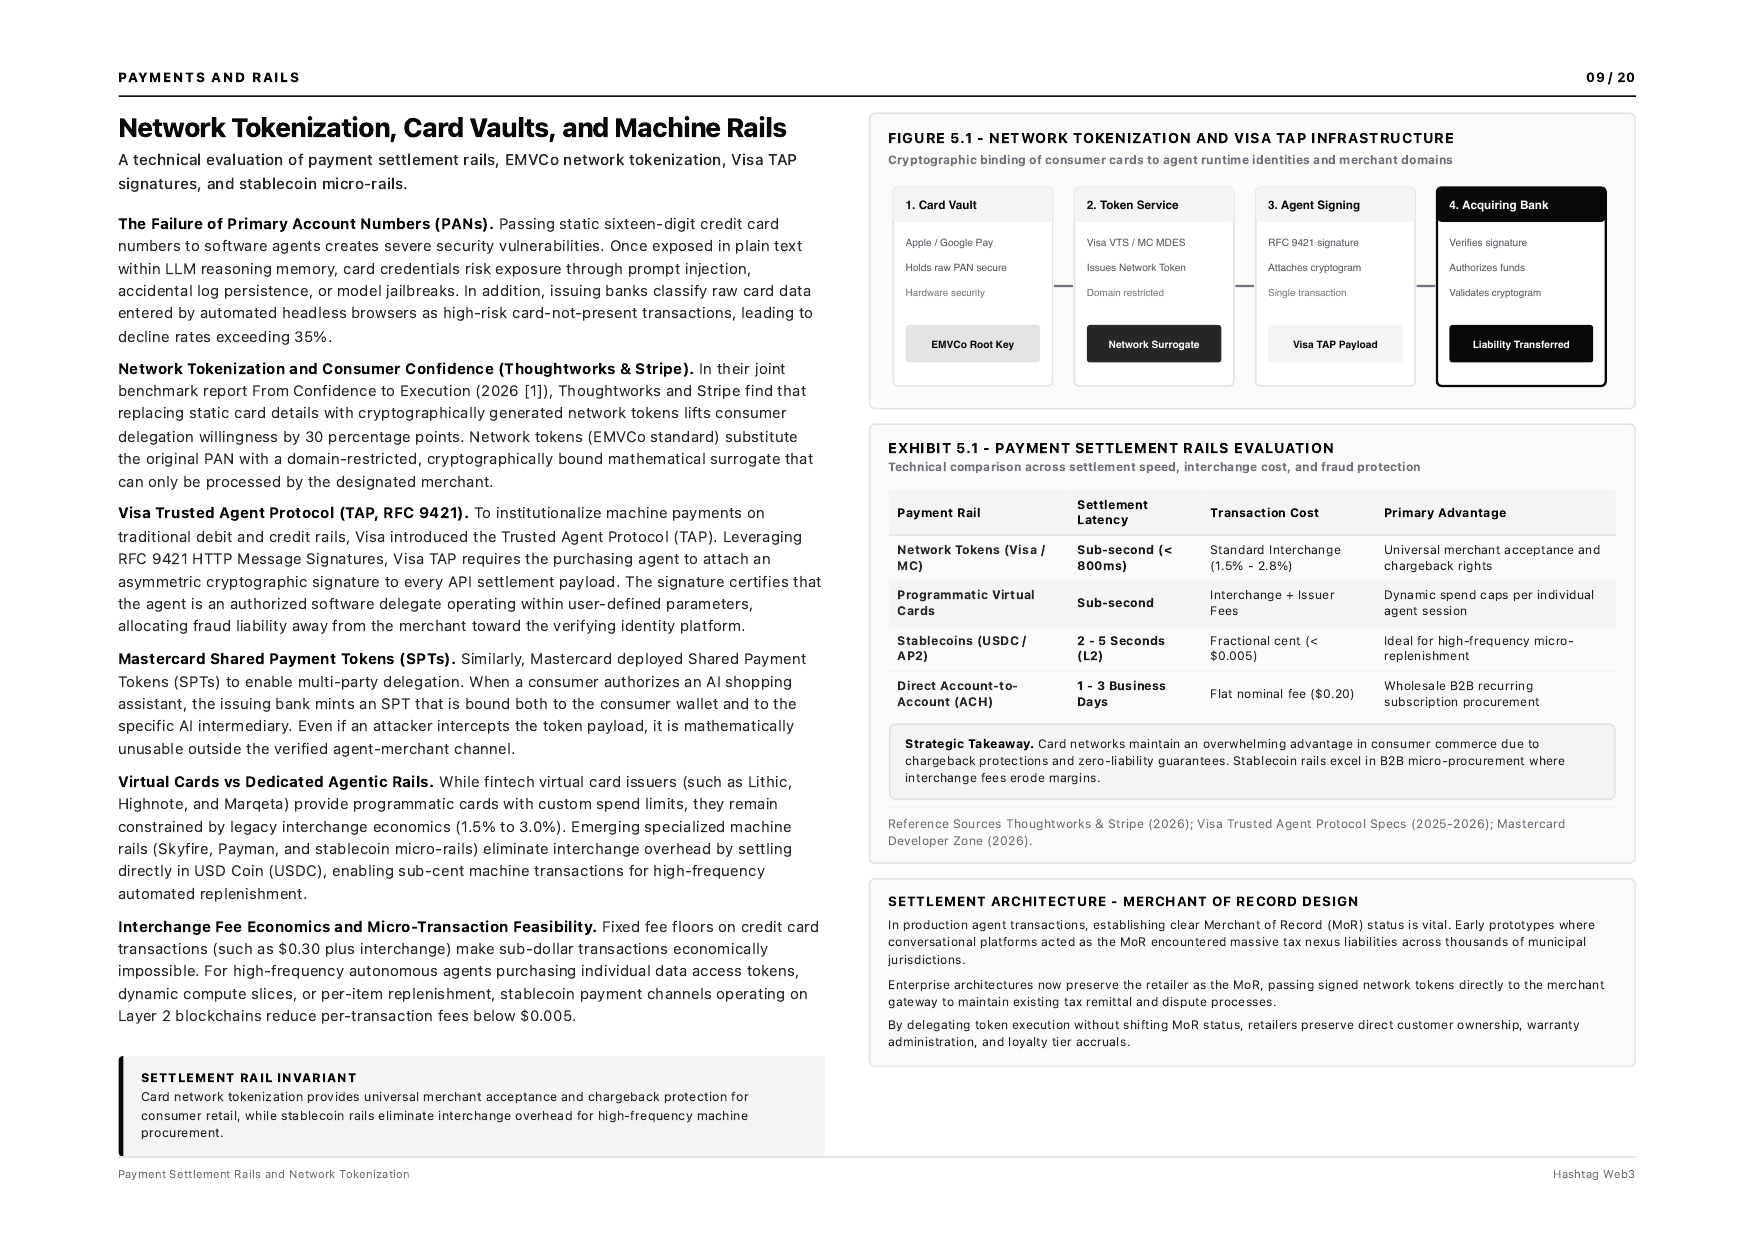 PAYMENTS AND RAILS
09 / 20
Network Tokenization, Card Vaults, and Machine Rails
A technical evaluation of payment settlement rails, EMVCo network tokenization, Visa TAP
signatures, and stablecoin micro-rails.
The Failure of Primary Account Numbers (PANs). Passing static sixteen-digit credit card
numbers to software agents creates severe security vulnerabilities. Once exposed in plain text
within LLM reasoning memory, card credentials risk exposure through prompt injection,
accidental log persistence, or model jailbreaks. In addition, issuing banks classify raw card data
entered by automated headless browsers as high-risk card-not-present transactions, leading to
decline rates exceeding 35%.
Network Tokenization and Consumer Confidence (Thoughtworks & Stripe). In their joint
benchmark report From Confidence to Execution (2026 [1]), Thoughtworks and Stripe find that
replacing static card details with cryptographically generated network tokens lifts consumer
delegation willingness by 30 percentage points. Network tokens (EMVCo standard) substitute
the original PAN with a domain-restricted, cryptographically bound mathematical surrogate that
can only be processed by the designated merchant.
Visa Trusted Agent Protocol (TAP, RFC 9421). To institutionalize machine payments on
traditional debit and credit rails, Visa introduced the Trusted Agent Protocol (TAP). Leveraging
RFC 9421 HTTP Message Signatures, Visa TAP requires the purchasing agent to attach an
asymmetric cryptographic signature to every API settlement payload. The signature certifies that
the agent is an authorized software delegate operating within user-defined parameters,
allocating fraud liability away from the merchant toward the verifying identity platform.
Mastercard Shared Payment Tokens (SPTs). Similarly, Mastercard deployed Shared Payment
Tokens (SPTs) to enable multi-party delegation. When a consumer authorizes an AI shopping
assistant, the issuing bank mints an SPT that is bound both to the consumer wallet and to the
specific AI intermediary. Even if an attacker intercepts the token payload, it is mathematically
unusable outside the verified agent-merchant channel.
Virtual Cards vs Dedicated Agentic Rails. While fintech virtual card issuers (such as Lithic,
Highnote, and Marqeta) provide programmatic cards with custom spend limits, they remain
constrained by legacy interchange economics (1.5% to 3.0%). Emerging specialized machine
rails (Skyfire, Payman, and stablecoin micro-rails) eliminate interchange overhead by settling
directly in USD Coin (USDC), enabling sub-cent machine transactions for high-frequency
automated replenishment.
Interchange Fee Economics and Micro-Transaction Feasibility. Fixed fee floors on credit card
transactions (such as $0.30 plus interchange) make sub-dollar transactions economically
impossible. For high-frequency autonomous agents purchasing individual data access tokens,
dynamic compute slices, or per-item replenishment, stablecoin payment channels operating on
Layer 2 blockchains reduce per-transaction fees below $0.005.
SETTLEMENT RAIL INVARIANT
Card network tokenization provides universal merchant acceptance and chargeback protection for
consumer retail, while stablecoin rails eliminate interchange overhead for high-frequency machine
procurement.
FIGURE 5.1 - NETWORK TOKENIZATION AND VISA TAP INFRASTRUCTURE
Cryptographic binding of consumer cards to agent runtime identities and merchant domains
1. Card Vault
Apple / Google Pay
Holds raw PAN secure
Hardware security
EMVCo Root Key
2. Token Service
Visa VTS / MC MDES
Issues Network Token
Domain restricted
Network Surrogate
3. Agent Signing
RFC 9421 signature
Attaches cryptogram
Single transaction
Visa TAP Payload
4. Acquiring Bank
Verifies signature
Authorizes funds
Validates cryptogram
Liability Transferred
EXHIBIT 5.1 - PAYMENT SETTLEMENT RAILS EVALUATION
Technical comparison across settlement speed, interchange cost, and fraud protection
Payment Rail
Settlement
Latency
Transaction Cost
Primary Advantage
Network Tokens (Visa /
MC)
Sub-second (<
800ms)
Standard Interchange
(1.5% - 2.8%)
Universal merchant acceptance and
chargeback rights
Programmatic Virtual
Cards
Sub-second
Interchange + Issuer
Fees
Dynamic spend caps per individual
agent session
Stablecoins (USDC /
AP2)
2 - 5 Seconds
(L2)
Fractional cent (<
$0.005)
Ideal for high-frequency micro-
replenishment
Direct Account-to-
Account (ACH)
1 - 3 Business
Days
Flat nominal fee ($0.20)
Wholesale B2B recurring
subscription procurement
Strategic Takeaway. Card networks maintain an overwhelming advantage in consumer commerce due to
chargeback protections and zero-liability guarantees. Stablecoin rails excel in B2B micro-procurement where
interchange fees erode margins.
Reference Sources Thoughtworks & Stripe (2026); Visa Trusted Agent Protocol Specs (2025-2026); Mastercard
Developer Zone (2026).
SETTLEMENT ARCHITECTURE - MERCHANT OF RECORD DESIGN
In production agent transactions, establishing clear Merchant of Record (MoR) status is vital. Early prototypes where
conversational platforms acted as the MoR encountered massive tax nexus liabilities across thousands of municipal
jurisdictions.
Enterprise architectures now preserve the retailer as the MoR, passing signed network tokens directly to the merchant
gateway to maintain existing tax remittal and dispute processes.
By delegating token execution without shifting MoR status, retailers preserve direct customer ownership, warranty
administration, and loyalty tier accruals.
Payment Settlement Rails and Network Tokenization
Hashtag Web3